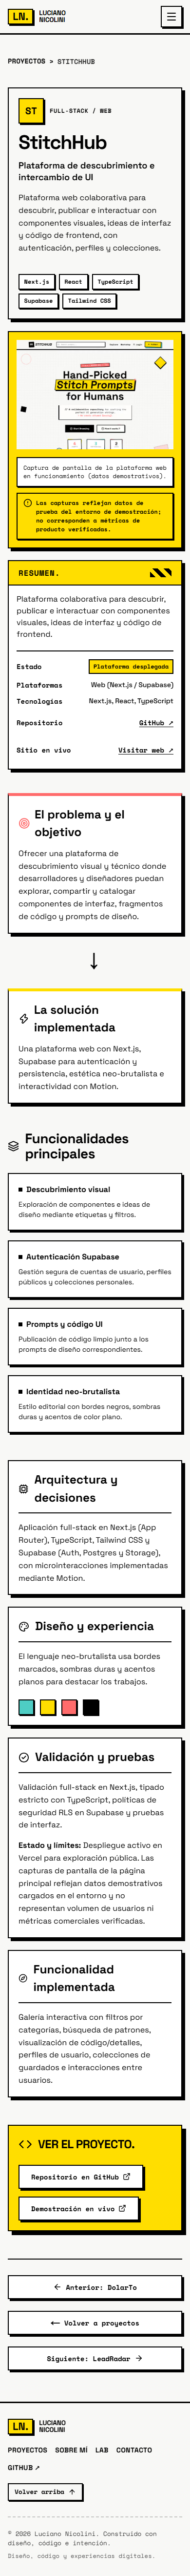 LN. LUCIANO
NICOLINI
PROYECTOS > STITCHHUB
ST FULL-STACK / WEB
StitchHub
Plataforma de descubrimiento e
intercambio de UI
Plataforma web colaborativa para
descubrir, publicar e interactuar con
componentes visuales, ideas de interfaz
y código de frontend, con
autenticación, perfiles y colecciones.
Next.js React TypeScript
Supabase Tailwind CSS
Hand-Picked
Stitch Prompts
for Humans
Captura de pantalla de la plataforma web
en funcionamiento (datos demostrativos).
Las capturas reflejan datos de
prueba del entorno de demostración;
no corresponden a métricas de
producto verificadas.
RESUMEN.
Plataforma colaborativa para descubrir,
publicar e interactuar con componentes
visuales, ideas de interfaz y código de
frontend.
Estado Plataforma desplegada
Plataformas Web (Next.js / Supabase)
Tecnologías Next.js, React, TypeScript
Repositorio GitHub ↗
Sitio en vivo Visitar web ↗
El problema y el
objetivo
Ofrecer una plataforma de
descubrimiento visual y técnico donde
desarrolladores y diseñadores puedan
explorar, compartir y catalogar
componentes de interfaz, fragmentos
de código y prompts de diseño.
↓
La solución
implementada
Una plataforma web con Next.js,
Supabase para autenticación y
persistencia, estética neo-brutalista e
interactividad con Motion.
Funcionalidades
principales
Descubrimiento visual
Exploración de componentes e ideas de
diseño mediante etiquetas y filtros.
Autenticación Supabase
Gestión segura de cuentas de usuario, perfiles
públicos y colecciones personales.
Prompts y código UI
Publicación de código limpio junto a los
prompts de diseño correspondientes.
Identidad neo-brutalista
Estilo editorial con bordes negros, sombras
duras y acentos de color plano.
Arquitectura y
decisiones
Aplicación full-stack en Next.js (App
Router), TypeScript, Tailwind CSS y
Supabase (Auth, Postgres y Storage),
con microinteracciones implementadas
mediante Motion.
Diseño y experiencia
El lenguaje neo-brutalista usa bordes
marcados, sombras duras y acentos
planos para destacar los trabajos.
Validación y pruebas
Validación full-stack en Next.js, tipado
estricto con TypeScript, políticas de
seguridad RLS en Supabase y pruebas
de interfaz.
Estado y límites: Despliegue activo en
Vercel para exploración pública. Las
capturas de pantalla de la página
principal reflejan datos demostrativos
cargados en el entorno y no
representan volumen de usuarios ni
métricas comerciales verificadas.
Funcionalidad
implementada
Galería interactiva con filtros por
categorías, búsqueda de patrones,
visualización de código/detalles,
perfiles de usuario, colecciones de
guardados e interacciones entre
usuarios.
VER EL PROYECTO.
Repositorio en GitHub
Demostración en vivo
← Anterior: DolarTo
⟵ Volver a proyectos
Siguiente: LeadRadar →
LN. LUCIANO
NICOLINI
PROYECTOS SOBRE MÍ LAB CONTACTO
GITHUB ↗
Volver arriba ↑
© 2026 Luciano Nicolini. Construido con
diseño, código e intención.
Diseño, código y experiencias digitales.